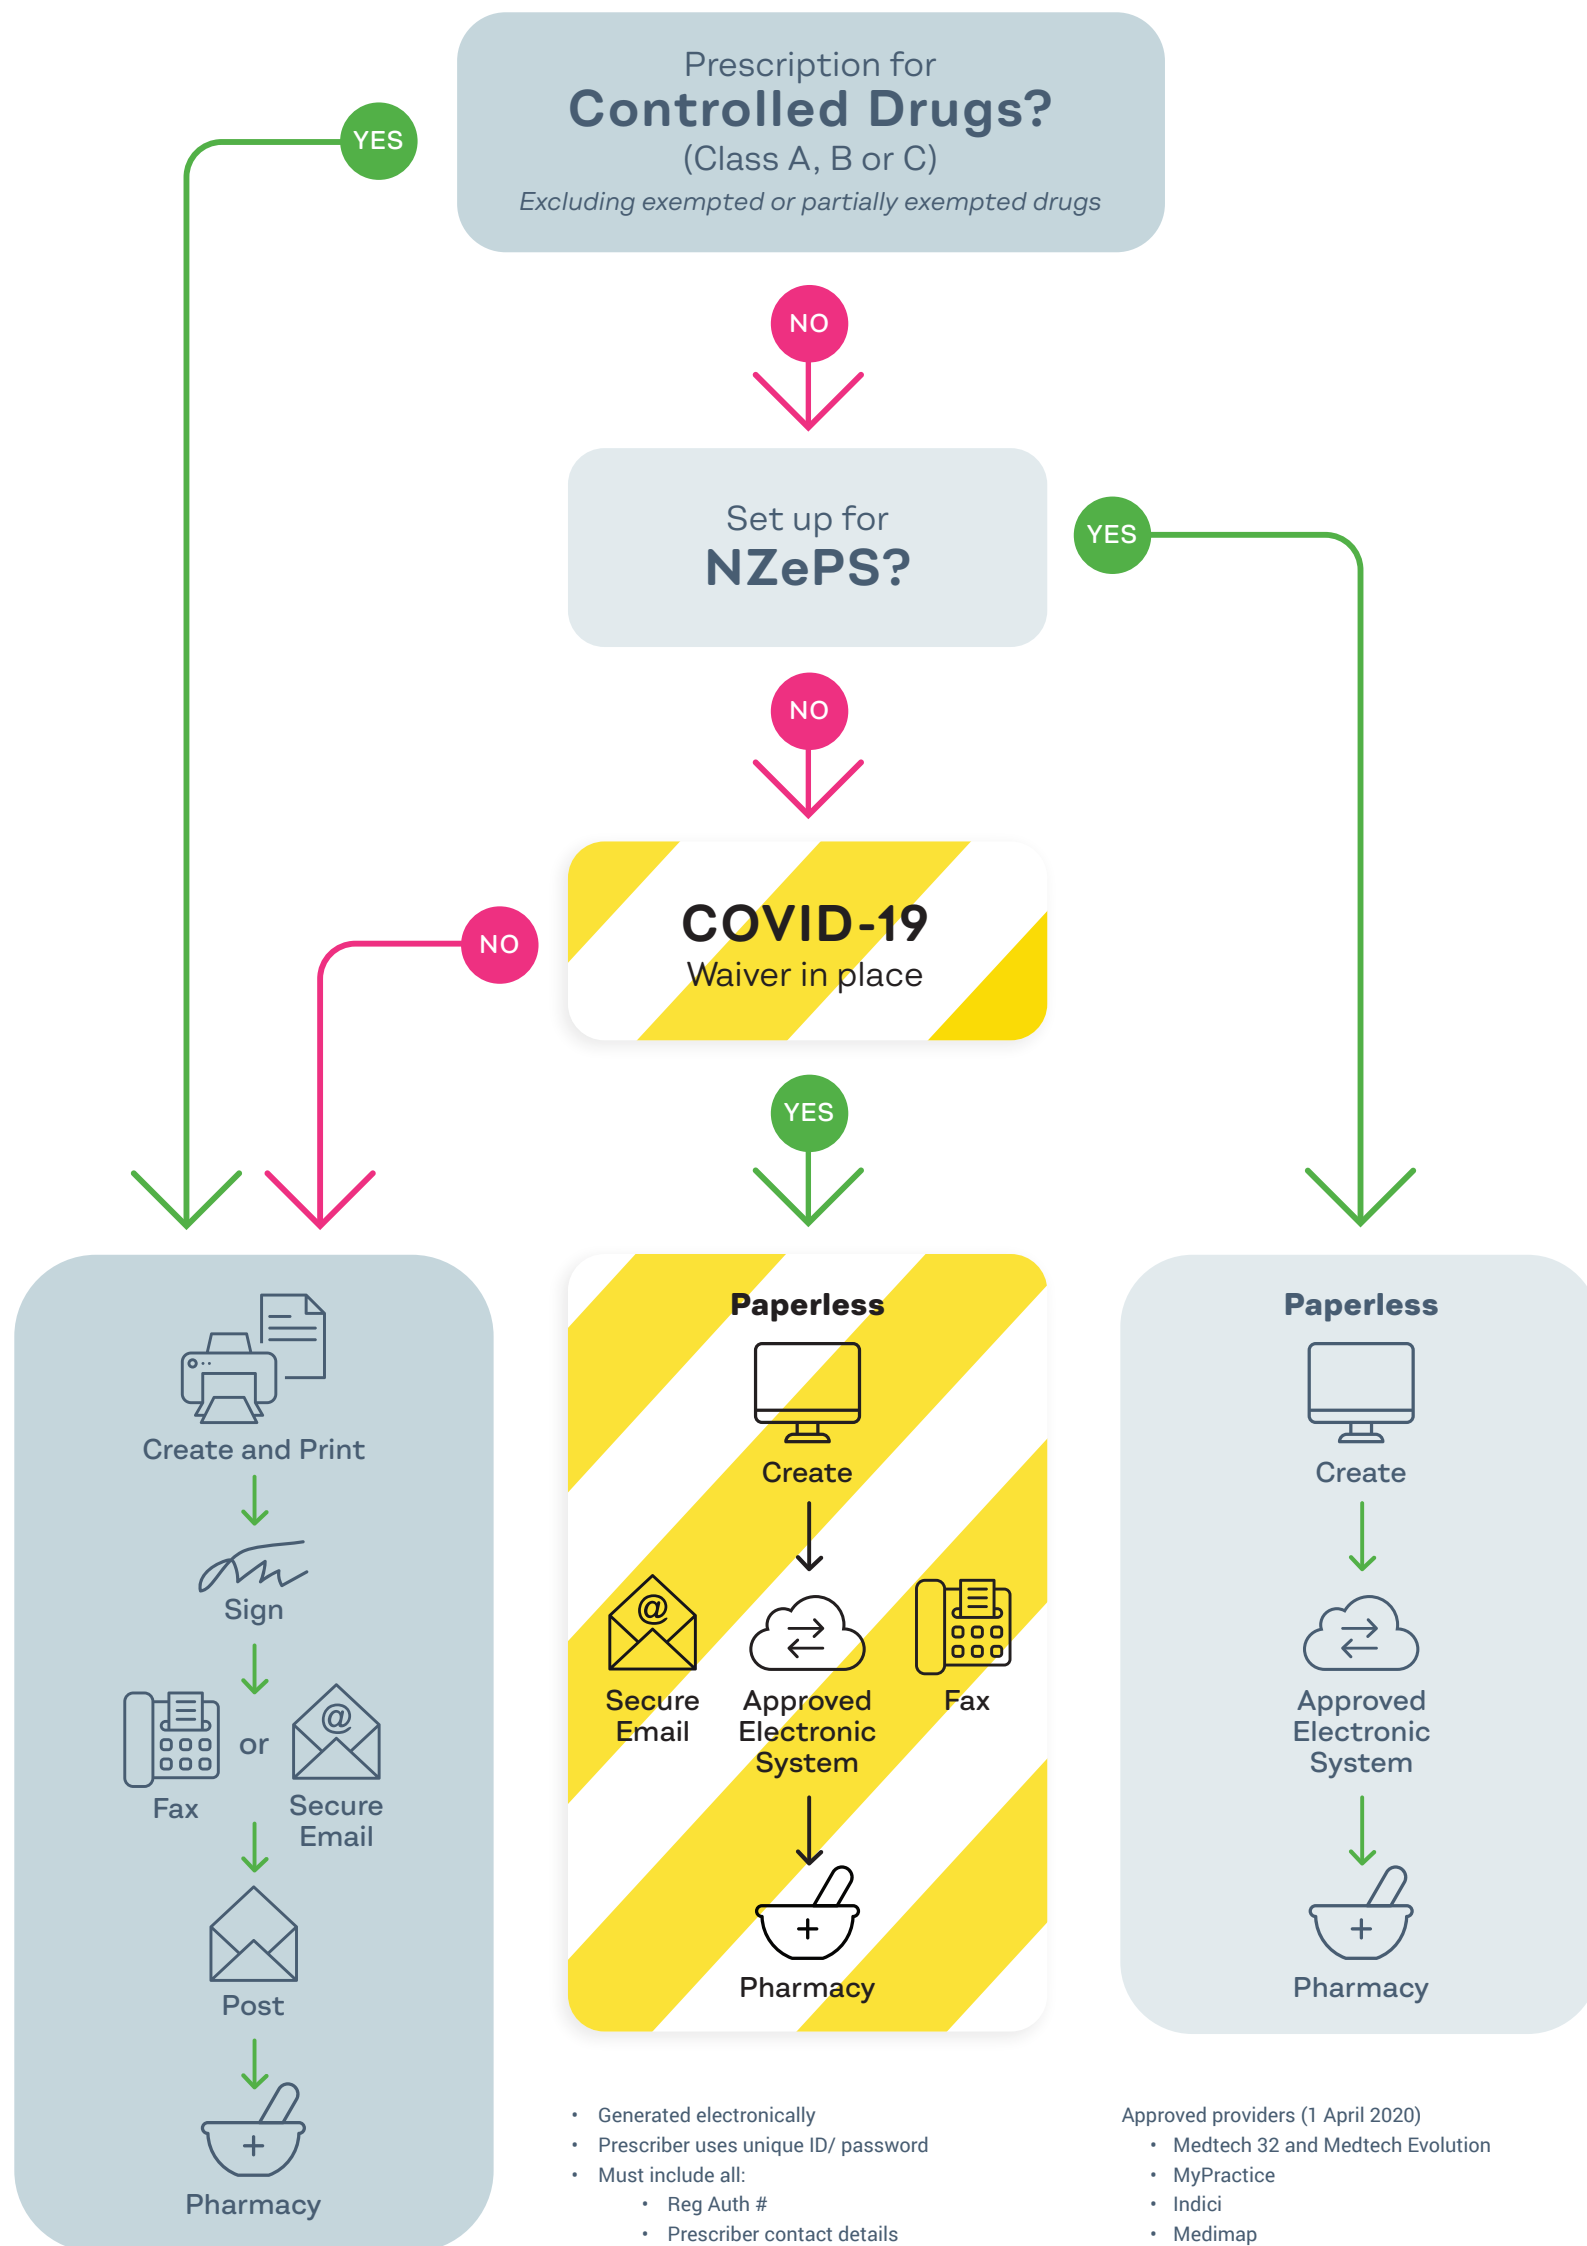 Prescription for
Controlled Drugs?
(Class A, B or C)
Excluding exempted or partially exempted drugs
YES
NO
Set up for
NZePS?
YES
NO
COVID-19
Waiver in place
NO
YES
Create and Print
Sign
Fax
or
Secure
Email
Post
Pharmacy
Paperless
Create
Secure
Email
Approved
Electronic
System
Fax
Pharmacy
Paperless
Create
Approved
Electronic
System
Pharmacy
• Generated electronically
• Prescriber uses unique ID/ password
• Must include all:
• Reg Auth #
• Prescriber contact details
Approved providers (1 April 2020)
• Medtech 32 and Medtech Evolution
• MyPractice
• Indici
• Medimap